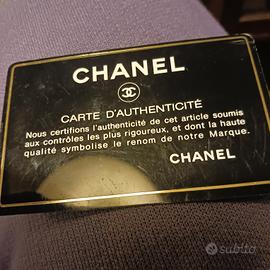 CHANEL
CARTE D'AUTHENTICITÉ
Nous certifions l'authenticité de cet article soumis
aux contrôles les plus rigoureux, et dont la haute
qualité symbolise le renom de notre Marque.
CHANEL
subito